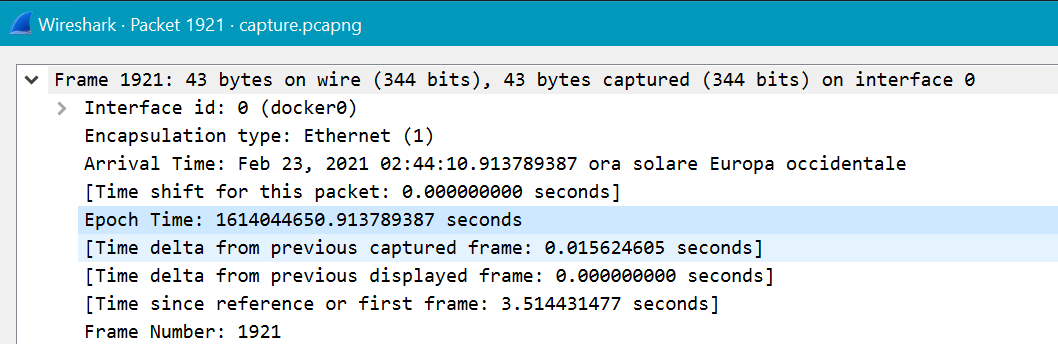 Wireshark · Packet 1921 · capture.pcapng
Frame 1921: 43 bytes on wire (344 bits), 43 bytes captured (344 bits) on interface 0
Interface id: 0 (docker0)
Encapsulation type: Ethernet (1)
Arrival Time: Feb 23, 2021 02:44:10.913789387 ora solare Europa occidentale
[Time shift for this packet: 0.000000000 seconds]
Epoch Time: 1614044650.913789387 seconds
[Time delta from previous captured frame: 0.015624605 seconds]
[Time delta from previous displayed frame: 0.000000000 seconds]
[Time since reference or first frame: 3.514431477 seconds]
Frame Number: 1921